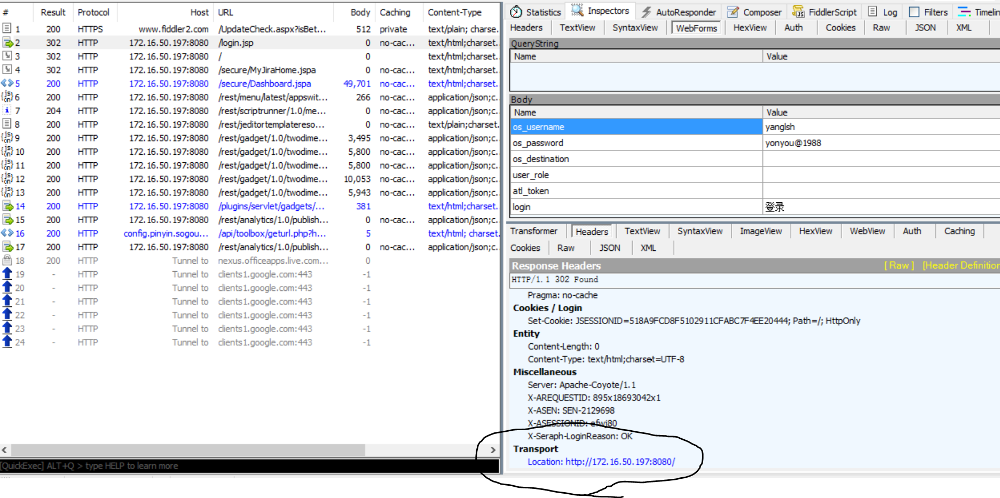 # Result Protocol Host URL Body Caching Content-Type
1 200 HTTPS www.fiddler2.com /UpdateCheck.aspx?isBet... 512 private text/plain; charse.
2 302 HTTP 172.16.50.197:8080 /login.jsp 0 no-cac... text/html;charset.
3 302 HTTP 172.16.50.197:8080 / 0 text/html;charset.
4 302 HTTP 172.16.50.197:8080 /secure/MyJiraHome.jspa 0 no-cac... text/html;charset.
5 200 HTTP 172.16.50.197:8080 /secure/Dashboard.jspa 49,701 no-cac... text/html;charset.
6 200 HTTP 172.16.50.197:8080 /rest/menu/latest/appswit... 266 no-cac... application/json;c.
7 204 HTTP 172.16.50.197:8080 /rest/scriptrunner/1.0/me... 0 no-cac... application/json;c.
8 200 HTTP 172.16.50.197:8080 /rest/jeditortemplatereso... 0 no-cac... text/plain;charset.
9 200 HTTP 172.16.50.197:8080 /rest/gadget/1.0/twodime... 3,495 no-cac... application/json;c.
10 200 HTTP 172.16.50.197:8080 /rest/gadget/1.0/twodime... 5,800 no-cac... application/json;c.
11 200 HTTP 172.16.50.197:8080 /rest/gadget/1.0/twodime... 5,800 no-cac... application/json;c.
12 200 HTTP 172.16.50.197:8080 /rest/gadget/1.0/twodime... 10,053 no-cac... application/json;c.
13 200 HTTP 172.16.50.197:8080 /rest/gadget/1.0/twodime... 5,943 no-cac... application/json;c.
14 200 HTTP 172.16.50.197:8080 /plugins/servlet/gadgets/... 381 text/html;charset.
15 200 HTTP 172.16.50.197:8080 /rest/analytics/1.0/publish... 0 no-cac... application/json;c.
16 200 HTTP config.pinyin.sogou... /api/toolbox/geturl.php?h... 5 text/html; charset.
17 200 HTTP 172.16.50.197:8080 /rest/analytics/1.0/publish... 0 no-cac... application/json;c.
18 200 HTTP Tunnel to nexus.officeapps.live.com... 0
19 - HTTP Tunnel to clients1.google.com:443 -1
20 - HTTP Tunnel to clients1.google.com:443 -1
21 - HTTP Tunnel to clients1.google.com:443 -1
22 - HTTP Tunnel to clients1.google.com:443 -1
23 - HTTP Tunnel to clients1.google.com:443 -1
24 - HTTP Tunnel to clients1.google.com:443 -1
[QuickExec] ALT+Q > type HELP to learn more
Statistics Inspectors AutoResponder Composer FiddlerScript Log Filters Timelin
Headers TextView SyntaxView WebForms HexView Auth Cookies Raw JSON XML
QueryString
Name Value
Body
Name Value
os_username yanglsh
os_password yonyou@1988
os_destination
user_role
atl_token
login 登录
Transformer Headers TextView SyntaxView ImageView HexView WebView Auth Caching
Cookies Raw JSON XML
Response Headers [ Raw ] [Header Definition
HTTP/1.1 302 Found
Pragma: no-cache
Cookies / Login
Set-Cookie: JSESSIONID=518A9FCD8F5102911CFABC7F4EE20444; Path=/; HttpOnly
Entity
Content-Length: 0
Content-Type: text/html;charset=UTF-8
Miscellaneous
Server: Apache-Coyote/1.1
X-AREQUESTID: 895x18693042x1
X-ASEN: SEN-2129698
X-ASESSIONID: efwj80
X-Seraph-LoginReason: OK
Transport
Location: http://172.16.50.197:8080/